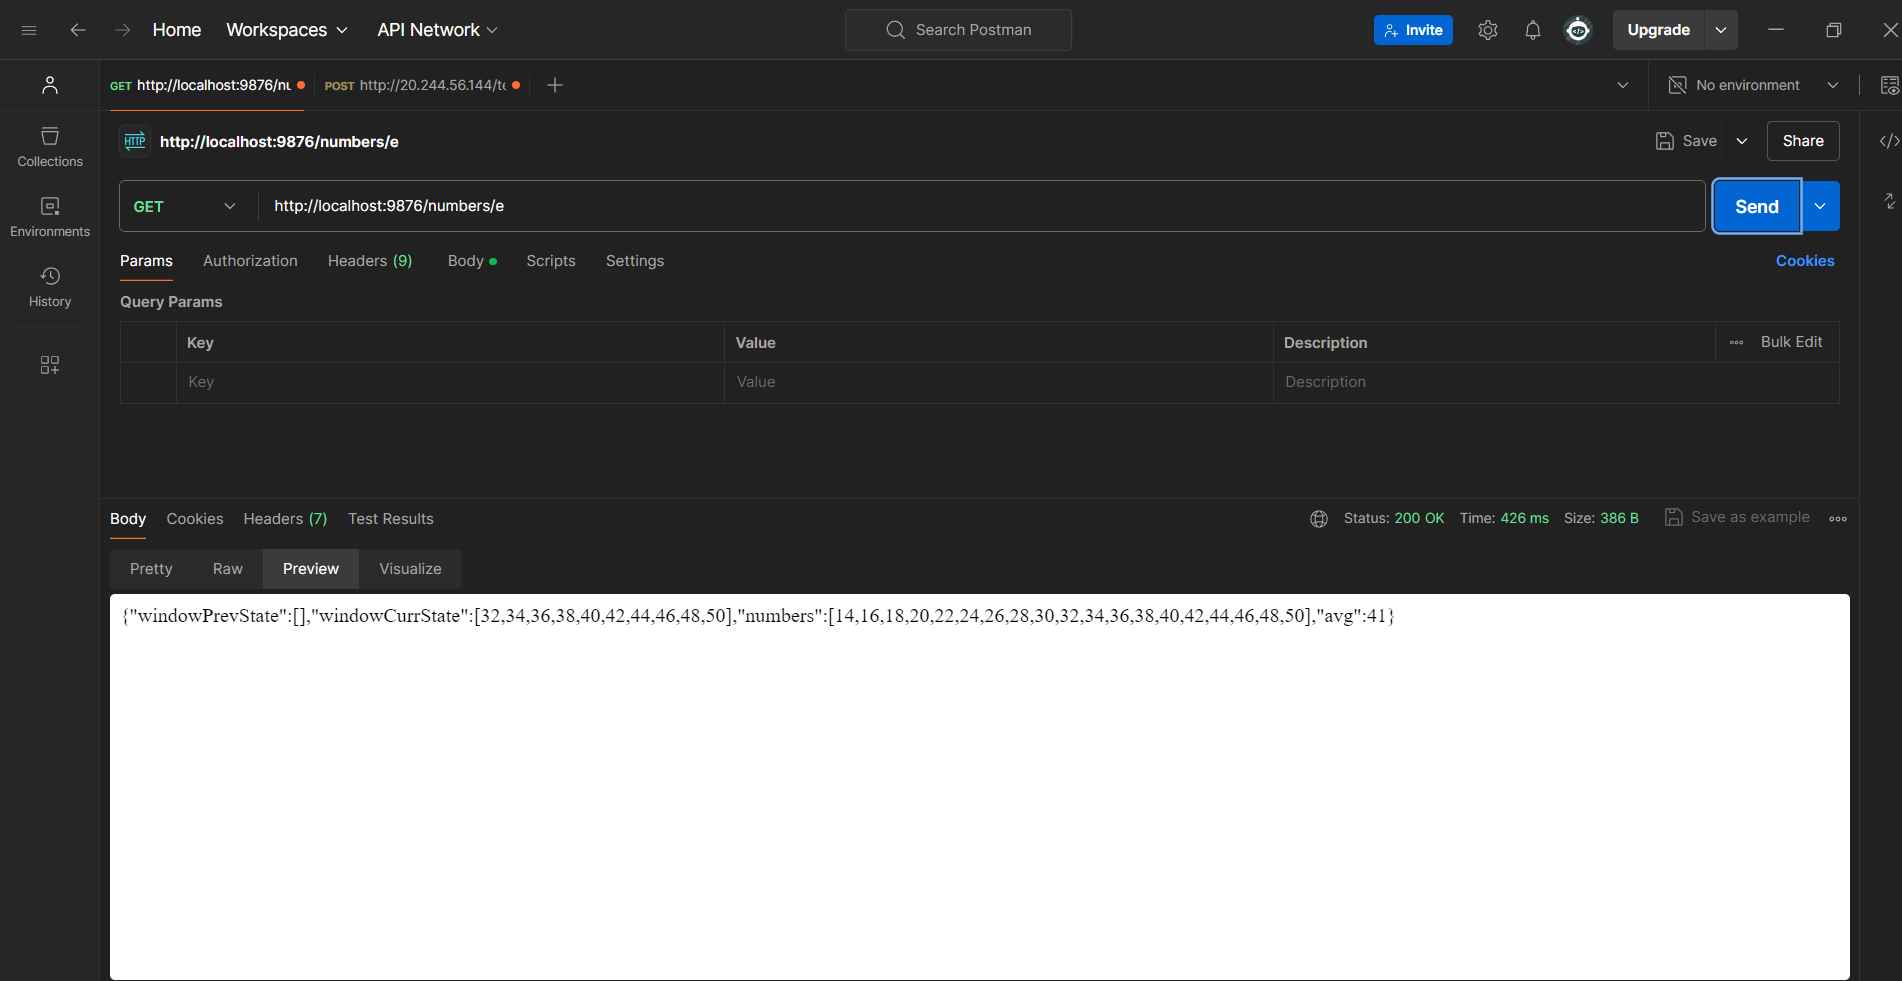 Home Workspaces API Network Search Postman Invite Upgrade
GET http://localhost:9876/nu POST http://20.244.56.144/te No environment
HTTP http://localhost:9876/numbers/e Save Share
Collections
GET http://localhost:9876/numbers/e Send
Environments
Params Authorization Headers (9) Body Scripts Settings Cookies
History
Query Params
Key Value Description Bulk Edit
Key Value Description
Body Cookies Headers (7) Test Results Status: 200 OK Time: 426 ms Size: 386 B Save as example
Pretty Raw Preview Visualize
{"windowPrevState":[],"windowCurrState":[32,34,36,38,40,42,44,46,48,50],"numbers":[14,16,18,20,22,24,26,28,30,32,34,36,38,40,42,44,46,48,50],"avg":41}